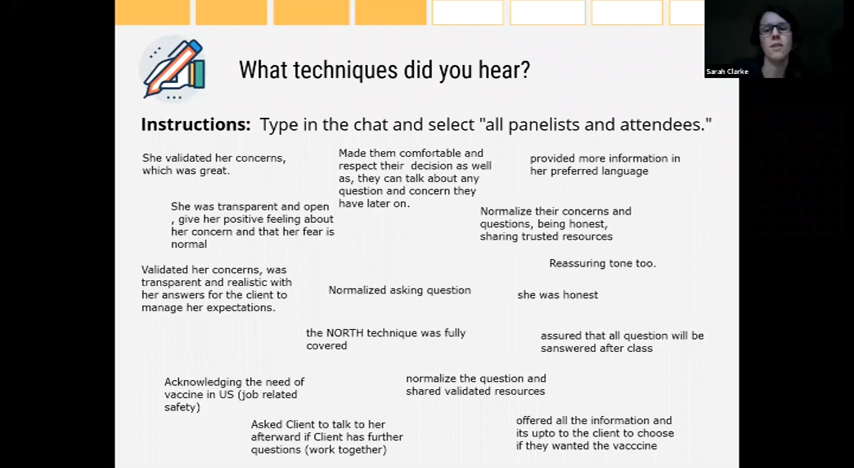 Sarah Clarke
What techniques did you hear?
Instructions: Type in the chat and select "all panelists and attendees."
She validated her concerns,
which was great.
Made them comfortable and
respect their decision as well
as, they can talk about any
question and concern they
have later on.
provided more information in
her preferred language
She was transparent and open
, give her positive feeling about
her concern and that her fear is
normal
Normalize their concerns and
questions, being honest,
sharing trusted resources
Reassuring tone too.
Validated her concerns, was
transparent and realistic with
her answers for the client to
manage her expectations.
Normalized asking question
she was honest
the NORTH technique was fully
covered
assured that all question will be
sanswered after class
Acknowledging the need of
vaccine in US (job related
safety)
normalize the question and
shared validated resources
Asked Client to talk to her
afterward if Client has further
questions (work together)
offered all the information and
its upto to the client to choose
if they wanted the vacccine